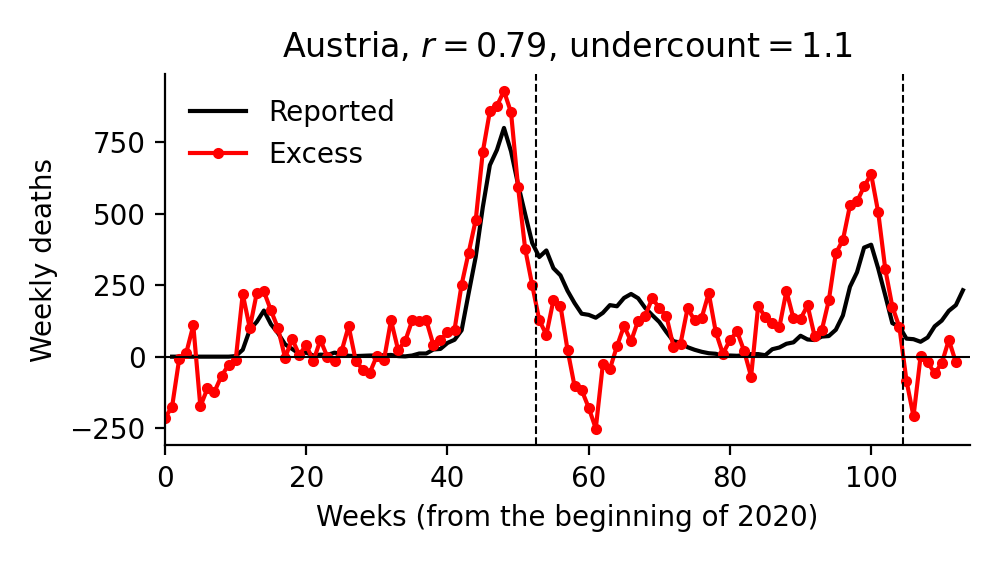 Austria, r = 0.79, undercount = 1.1
Reported
Excess
Weekly deaths
750
500
250
0
−250
0 20 40 60 80 100
Weeks (from the beginning of 2020)